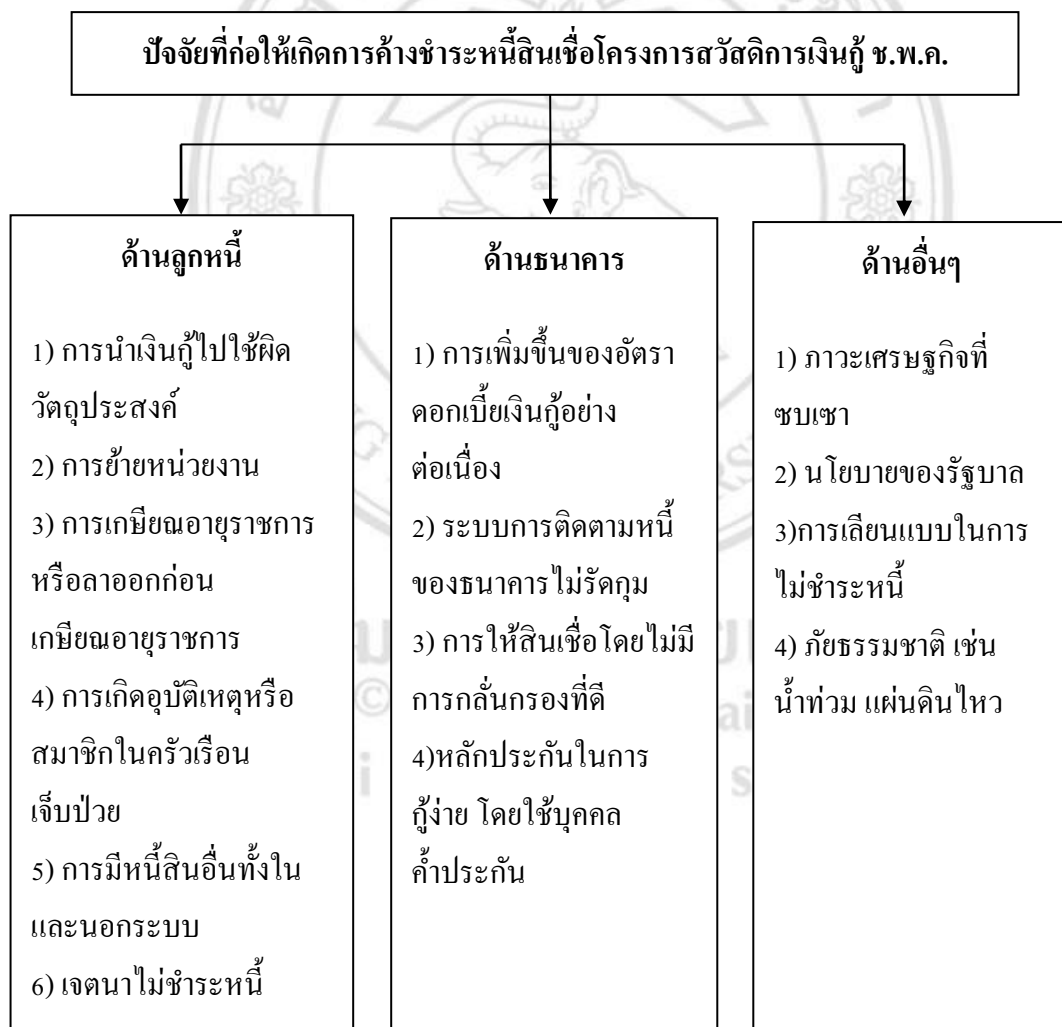 ปัจจัยที่ก่อให้เกิดการค้างชำระหนี้สินเชื่อโครงการสวัสดิการเงินกู้ ช.พ.ค.
ด้านลูกหนี้
1) การนำเงินกู้ไปใช้ผิด
วัตถุประสงค์
2) การย้ายหน่วยงาน
3) การเกษียณอายุราชการ
หรือลาออกก่อน
เกษียณอายุราชการ
4) การเกิดอุบัติเหตุหรือ
สมาชิกในครัวเรือน
เจ็บป่วย
5) การมีหนี้สินอื่นทั้งใน
และนอกระบบ
6) เจตนาไม่ชำระหนี้
ด้านธนาคาร
1) การเพิ่มขึ้นของอัตรา
ดอกเบี้ยเงินกู้อย่าง
ต่อเนื่อง
2) ระบบการติดตามหนี้
ของธนาคารไม่รัดกุม
3) การให้สินเชื่อโดยไม่มี
การกลั่นกรองที่ดี
4)หลักประกันในการ
กู้ง่าย โดยใช้บุคคล
ค้ำประกัน
ด้านอื่นๆ
1) ภาวะเศรษฐกิจที่
ซบเซา
2) นโยบายของรัฐบาล
3)การเลียนแบบในการ
ไม่ชำระหนี้
4) ภัยธรรมชาติ เช่น
น้ำท่วม แผ่นดินไหว